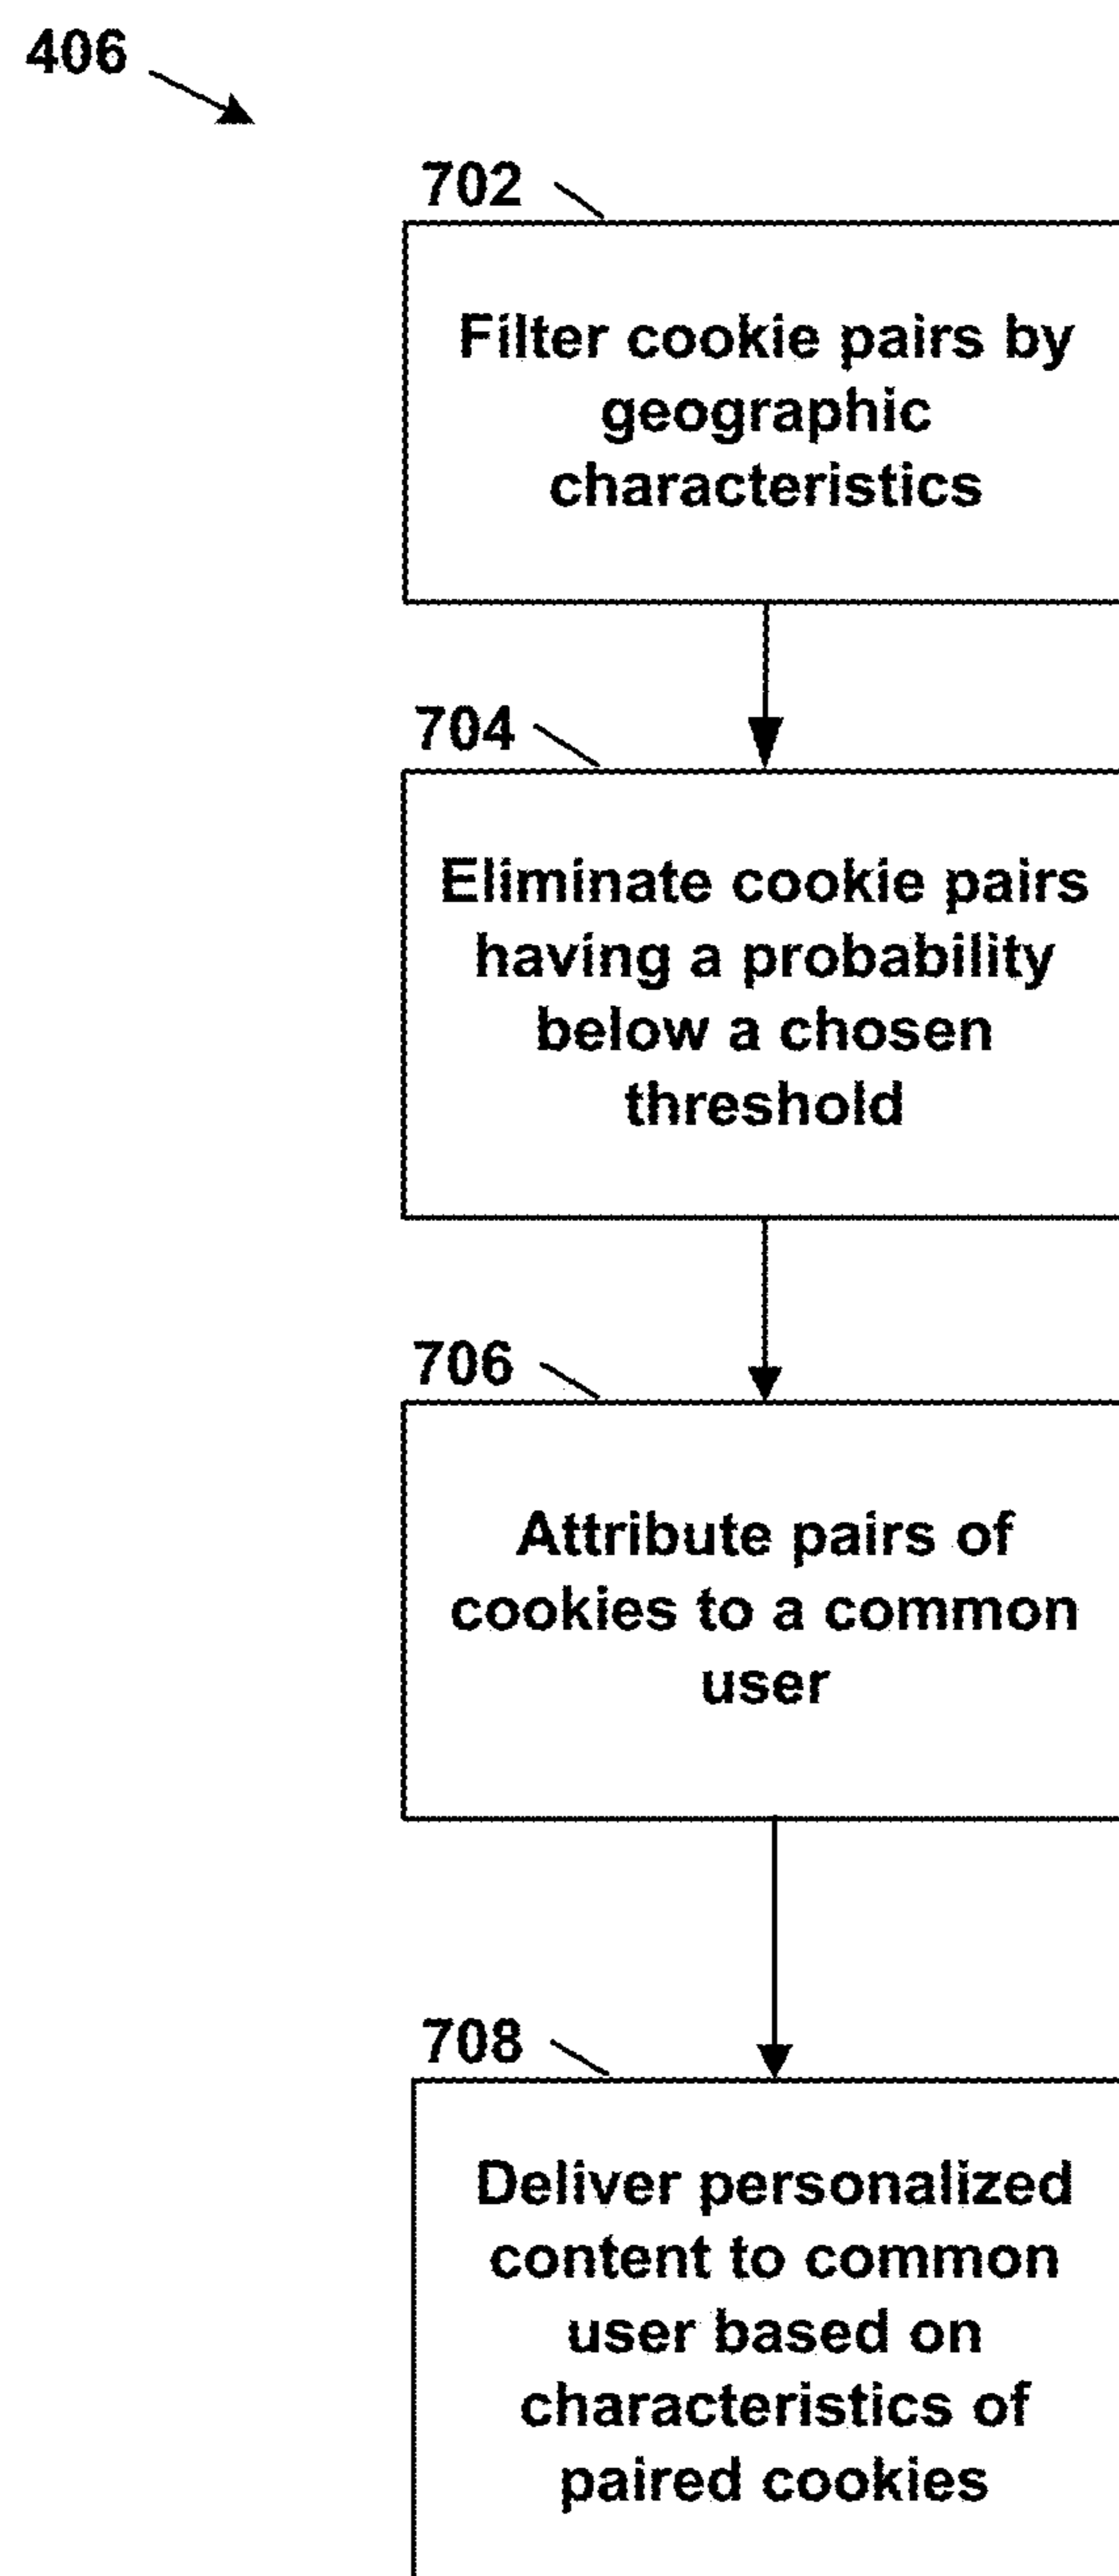 406
702
Filter cookie pairs by
geographic
characteristics
704
Eliminate cookie pairs
having a probability
below a chosen
threshold
706
Attribute pairs of
cookies to a common
user
708
Deliver personalized
content to common
user based on
characteristics of
paired cookies